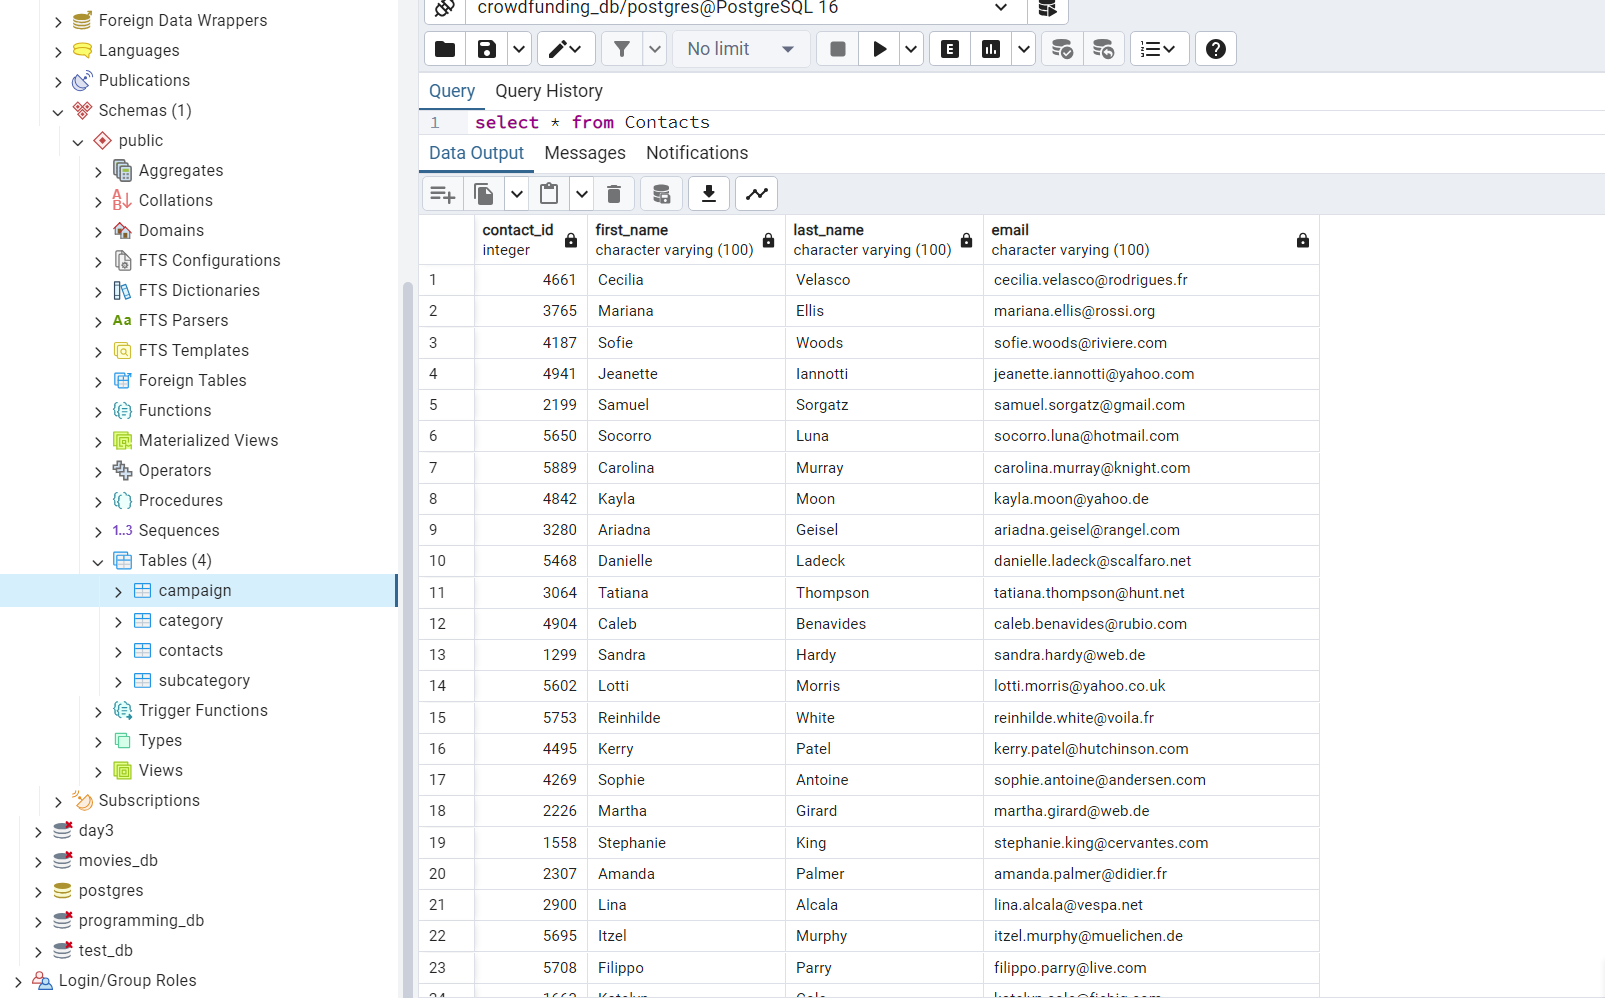 Foreign Data Wrappers
Languages
Publications
Schemas (1)
public
Aggregates
Collations
Domains
FTS Configurations
FTS Dictionaries
Aa FTS Parsers
FTS Templates
Foreign Tables
Functions
Materialized Views
Operators
Procedures
1..3 Sequences
Tables (4)
campaign
category
contacts
subcategory
Trigger Functions
Types
Views
Subscriptions
day3
movies_db
postgres
programming_db
test_db
Login/Group Roles
crowdfunding_db/postgres@PostgreSQL 16
No limit
E
Query Query History
1 select * from Contacts
Data Output Messages Notifications
contact_id first_name last_name email
integer character varying (100) character varying (100) character varying (100)
1 4661 Cecilia Velasco cecilia.velasco@rodrigues.fr
2 3765 Mariana Ellis mariana.ellis@rossi.org
3 4187 Sofie Woods sofie.woods@riviere.com
4 4941 Jeanette Iannotti jeanette.iannotti@yahoo.com
5 2199 Samuel Sorgatz samuel.sorgatz@gmail.com
6 5650 Socorro Luna socorro.luna@hotmail.com
7 5889 Carolina Murray carolina.murray@knight.com
8 4842 Kayla Moon kayla.moon@yahoo.de
9 3280 Ariadna Geisel ariadna.geisel@rangel.com
10 5468 Danielle Ladeck danielle.ladeck@scalfaro.net
11 3064 Tatiana Thompson tatiana.thompson@hunt.net
12 4904 Caleb Benavides caleb.benavides@rubio.com
13 1299 Sandra Hardy sandra.hardy@web.de
14 5602 Lotti Morris lotti.morris@yahoo.co.uk
15 5753 Reinhilde White reinhilde.white@voila.fr
16 4495 Kerry Patel kerry.patel@hutchinson.com
17 4269 Sophie Antoine sophie.antoine@andersen.com
18 2226 Martha Girard martha.girard@web.de
19 1558 Stephanie King stephanie.king@cervantes.com
20 2307 Amanda Palmer amanda.palmer@didier.fr
21 2900 Lina Alcala lina.alcala@vespa.net
22 5695 Itzel Murphy itzel.murphy@muelichen.de
23 5708 Filippo Parry filippo.parry@live.com